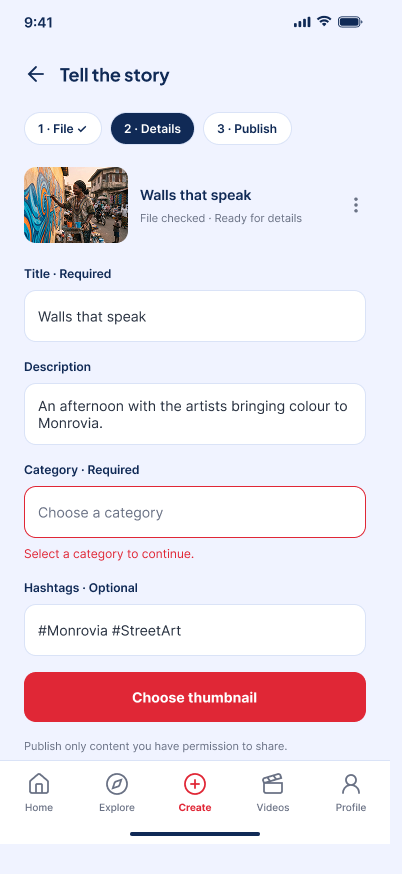 9:41
Tell the story
1 · File ✓
2 · Details
3 · Publish
Walls that speak
File checked · Ready for details
Title · Required
Walls that speak
Description
An afternoon with the artists bringing colour to
Monrovia.
Category · Required
Choose a category
Select a category to continue.
Hashtags · Optional
#Monrovia #StreetArt
Choose thumbnail
Publish only content you have permission to share.
Home
Explore
Create
Videos
Profile